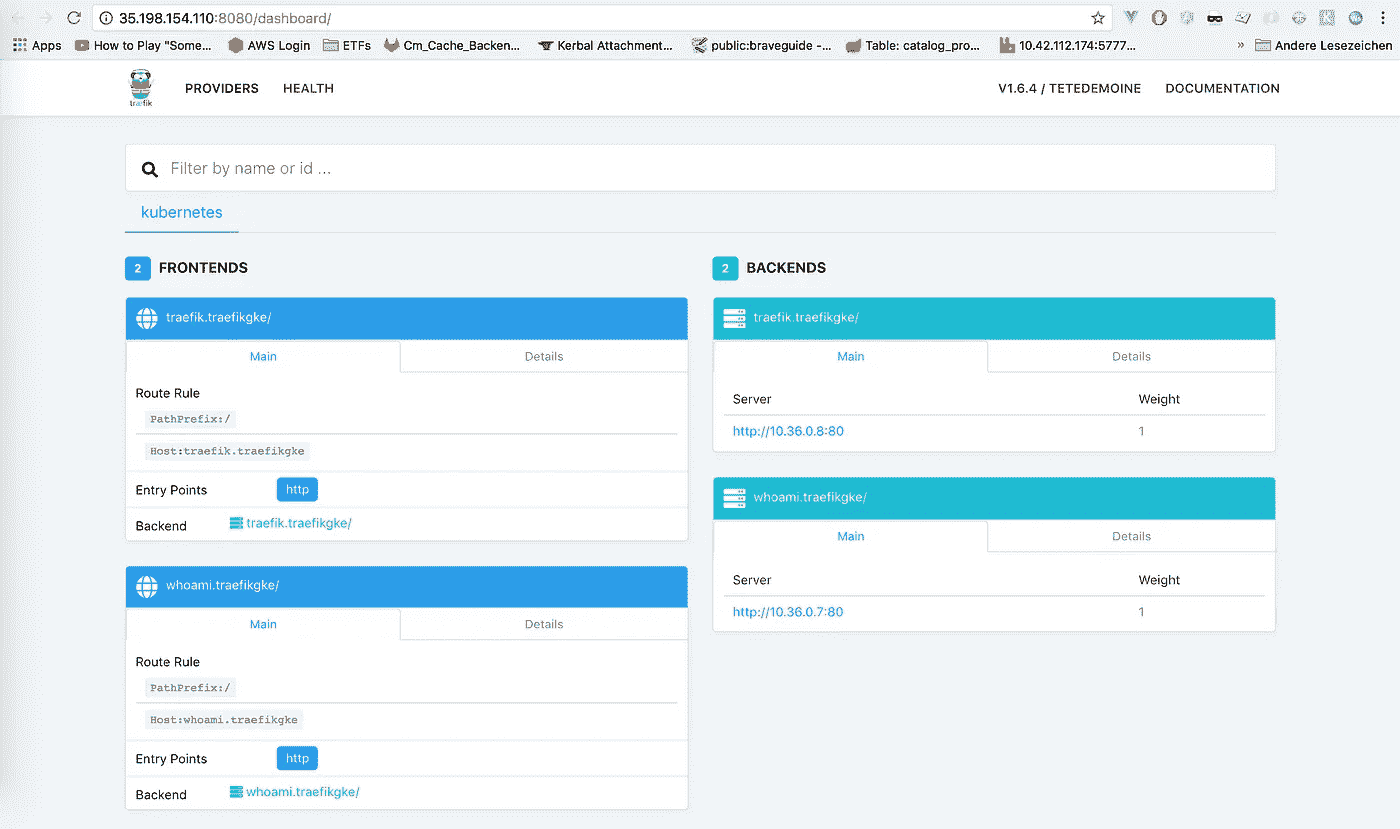 35.198.154.110:8080/dashboard/
Apps How to Play "Some... AWS Login ETFs Cm_Cache_Backen... Kerbal Attachment... public:braveguide -... Table: catalog_pro... 10.42.112.174:5777... » Andere Lesezeichen
træfik PROVIDERS HEALTH V1.6.4 / TETEDEMOINE DOCUMENTATION
Filter by name or id ...
kubernetes
2 FRONTENDS
traefik.traefikgke/
Main Details
Route Rule
PathPrefix:/
Host:traefik.traefikgke
Entry Points http
Backend traefik.traefikgke/
whoami.traefikgke/
Main Details
Route Rule
PathPrefix:/
Host:whoami.traefikgke
Entry Points http
Backend whoami.traefikgke/
2 BACKENDS
traefik.traefikgke/
Main Details
Server Weight
http://10.36.0.8:80 1
whoami.traefikgke/
Main Details
Server Weight
http://10.36.0.7:80 1